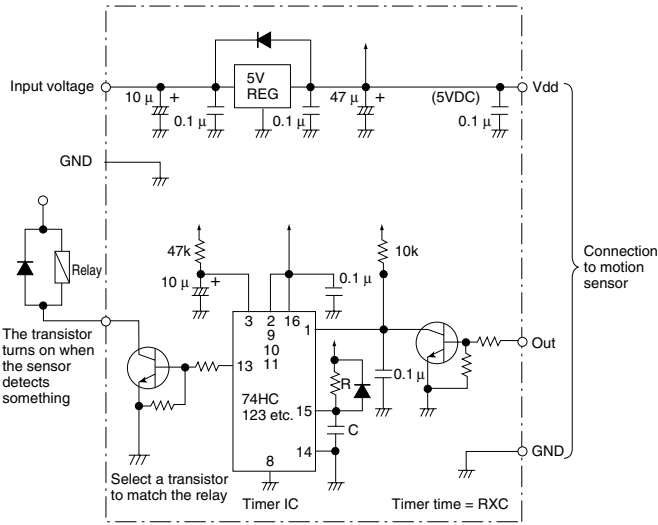 Input voltage
10 μ
+
0.1 μ
5V
REG
0.1 μ
47 μ
+
(5VDC)
0.1 μ
Vdd
GND
Relay
47k
10 μ
+
0.1 μ
10k
Connection
to motion
sensor
3
2
16
9
10
11
1
13
74HC
123 etc.
15
14
8
R
C
0.1 μ
Out
GND
The transistor
turns on when
the sensor
detects
something
Select a transistor
to match the relay
Timer IC
Timer time = RXC